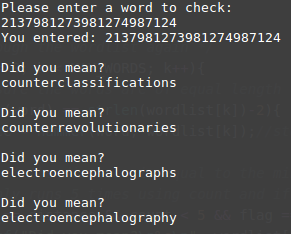 Please enter a word to check:
2137981273981274987124
You entered: 2137981273981274987124
Did you mean?
counterclassifications
Did you mean?
counterrevolutionaries
Did you mean?
electroencephalographs
Did you mean?
electroencephalography